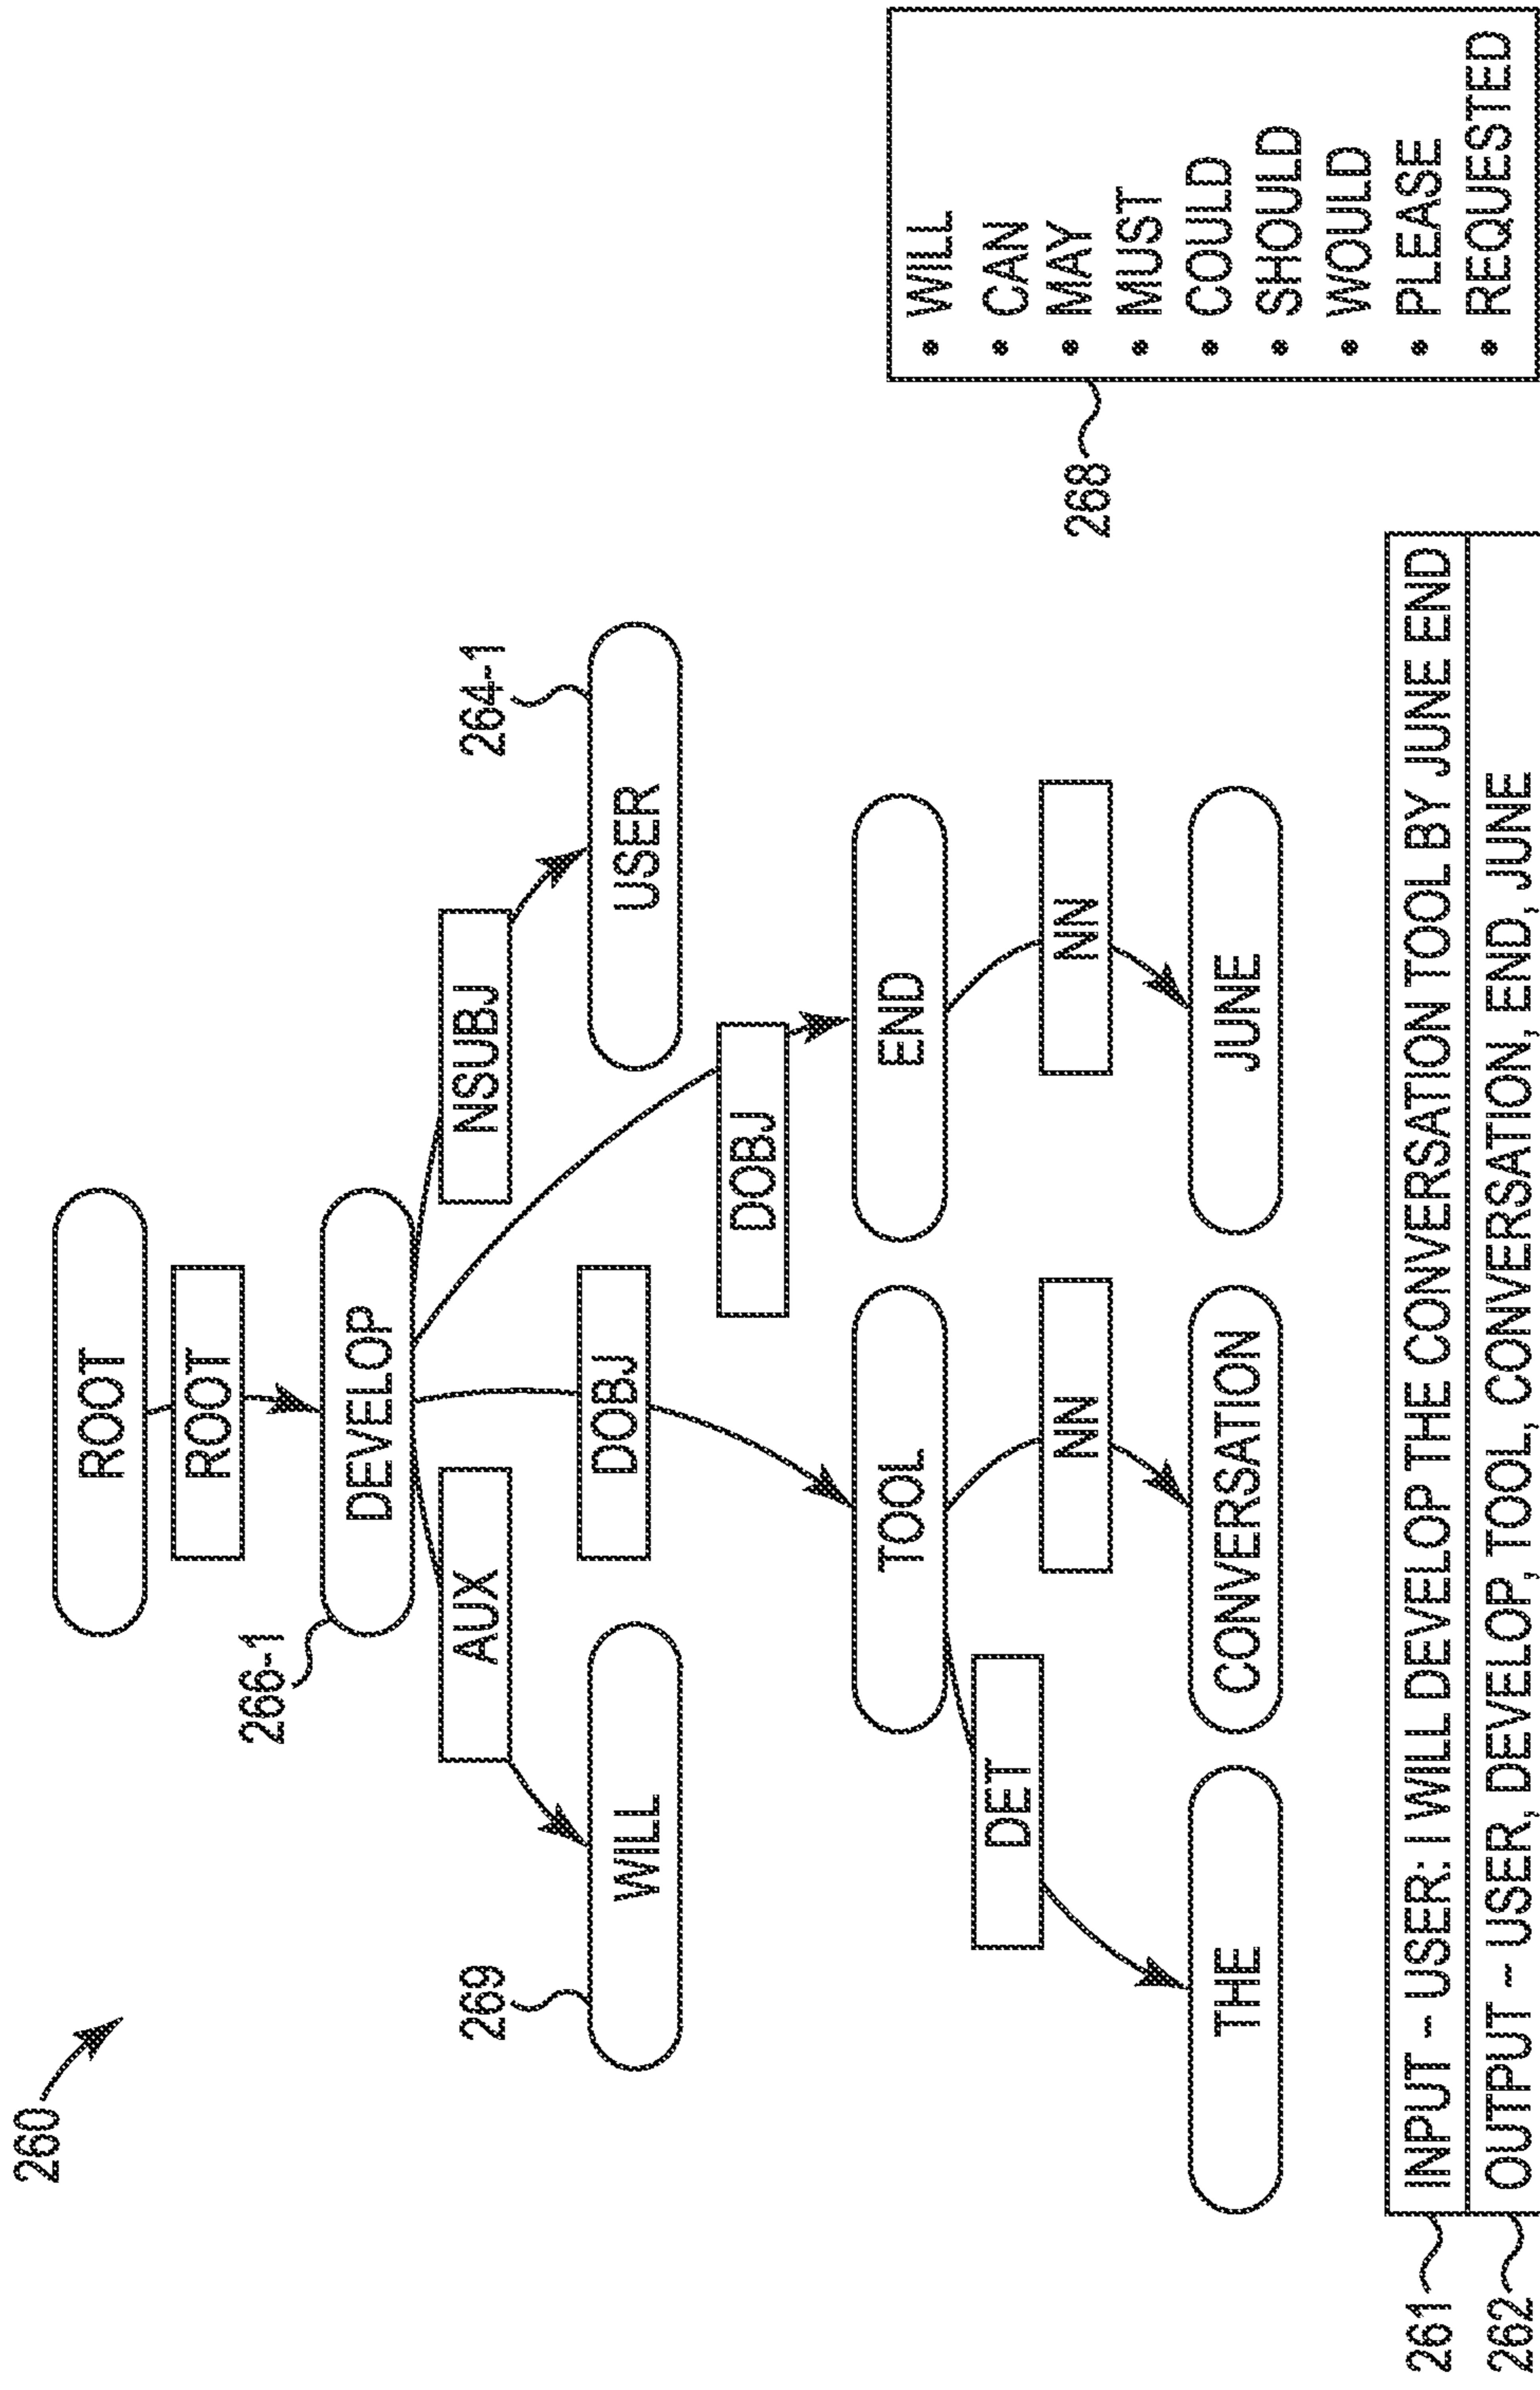 260
ROOT
ROOT
266-1
DEVELOP
AUX
NSUBJ
264-1
269
WILL
DOBJ
USER
DOBJ
TOOL
END
DET
NN
NN
THE
CONVERSATION
JUNE
268
• WILL
• CAN
• MAY
• MUST
• COULD
• SHOULD
• WOULD
• PLEASE
• REQUESTED
261
INPUT -- USER: I WILL DEVELOP THE CONVERSATION TOOL BY JUNE END
262
OUTPUT -- USER, DEVELOP, TOOL, CONVERSATION, END, JUNE